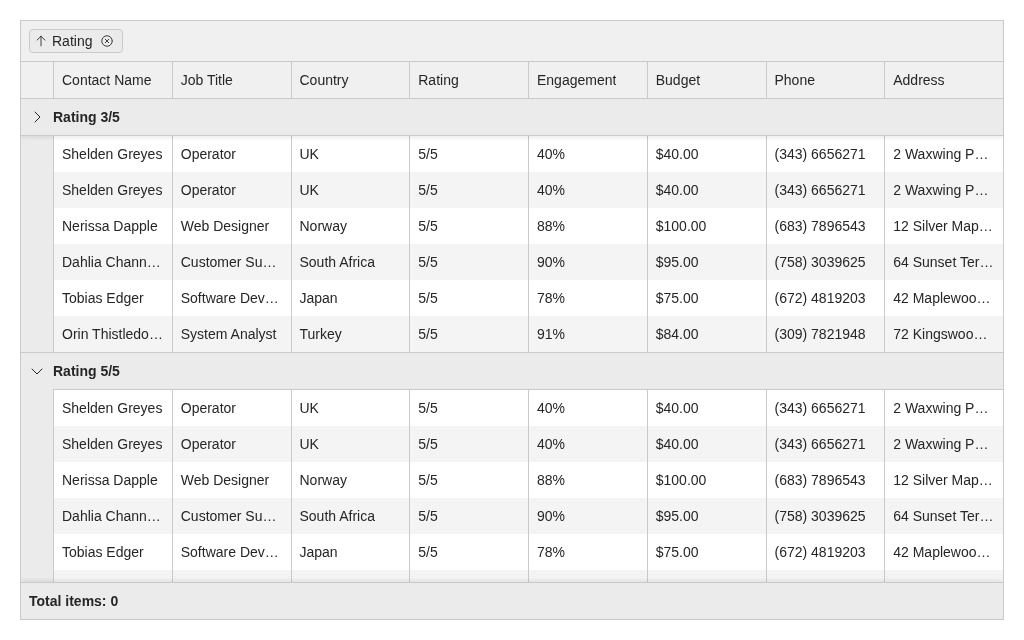 Rating
Contact Name Job Title Country Rating Engagement Budget Phone Address
Rating 3/5
Shelden Greyes Operator UK 5/5 40% $40.00 (343) 6656271 2 Waxwing P…
Shelden Greyes Operator UK 5/5 40% $40.00 (343) 6656271 2 Waxwing P…
Nerissa Dapple Web Designer Norway 5/5 88% $100.00 (683) 7896543 12 Silver Map…
Dahlia Chann… Customer Su… South Africa 5/5 90% $95.00 (758) 3039625 64 Sunset Ter…
Tobias Edger Software Dev… Japan 5/5 78% $75.00 (672) 4819203 42 Maplewoo…
Orin Thistledo… System Analyst Turkey 5/5 91% $84.00 (309) 7821948 72 Kingswoo…
Rating 5/5
Shelden Greyes Operator UK 5/5 40% $40.00 (343) 6656271 2 Waxwing P…
Shelden Greyes Operator UK 5/5 40% $40.00 (343) 6656271 2 Waxwing P…
Nerissa Dapple Web Designer Norway 5/5 88% $100.00 (683) 7896543 12 Silver Map…
Dahlia Chann… Customer Su… South Africa 5/5 90% $95.00 (758) 3039625 64 Sunset Ter…
Tobias Edger Software Dev… Japan 5/5 78% $75.00 (672) 4819203 42 Maplewoo…
Total items: 0